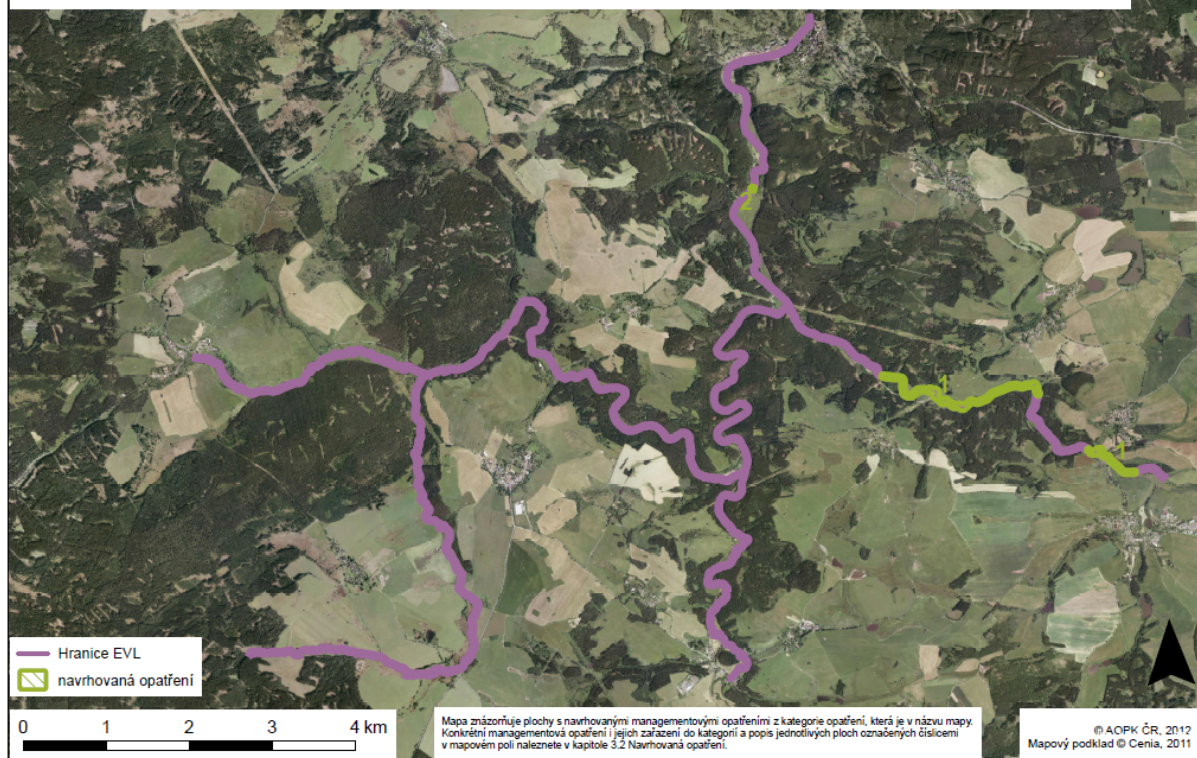 2
1
1
Hranice EVL
navrhovaná opatření
0 1 2 3 4 km
Mapa znázorňuje plochy s navrhovanými managementovými opatřeními z kategorie opatření, která je v názvu mapy.
Konkrétní managementová opatření i jejich zařazení do kategorií a popis jednotlivých ploch označených číslicemi
v mapovém poli naleznete v kapitole 3.2 Navrhovaná opatření.
© AOPK ČR, 2012
Mapový podklad © Cenia, 2011